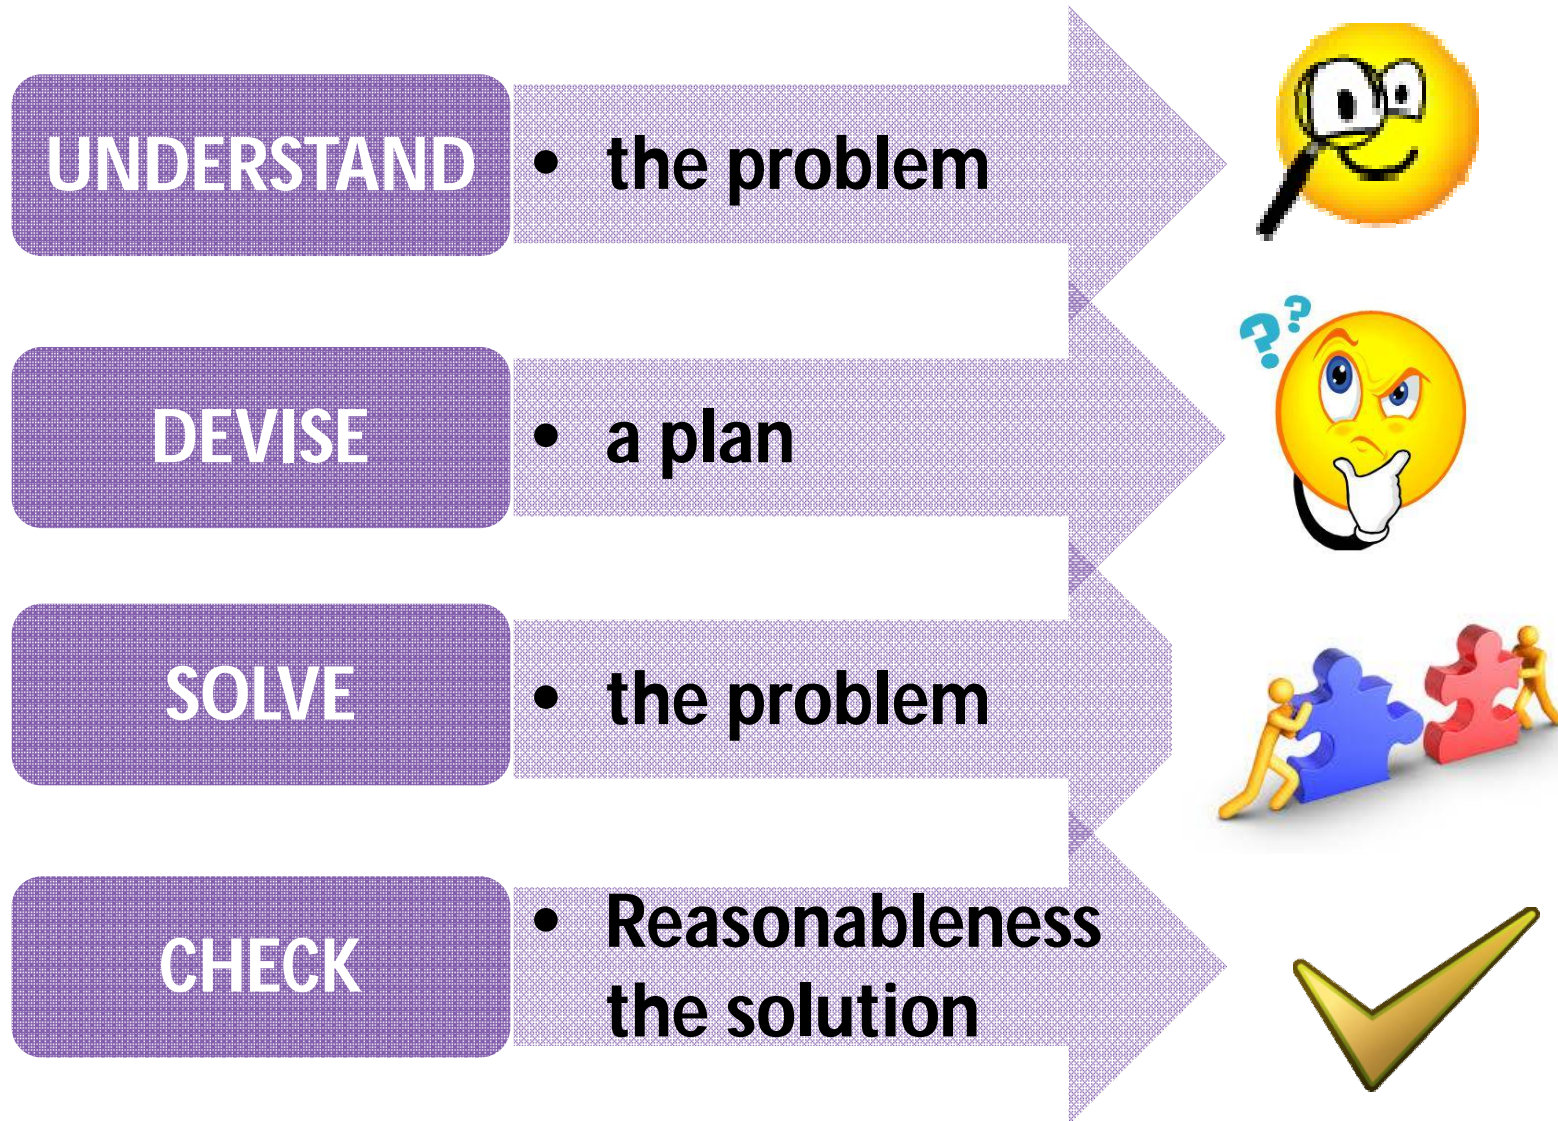 UNDERSTAND • the problem
DEVISE • a plan
SOLVE • the problem
CHECK • Reasonableness
the solution
??